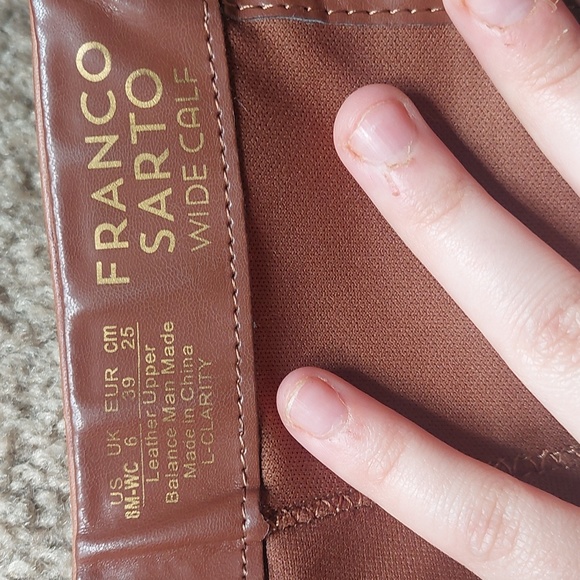 FRANCO
SARTO
WIDE CALF
US UK EUR cm
8M-WC 6 39 25
Leather Upper
Balance Man Made
Made in China
L-CLARITY